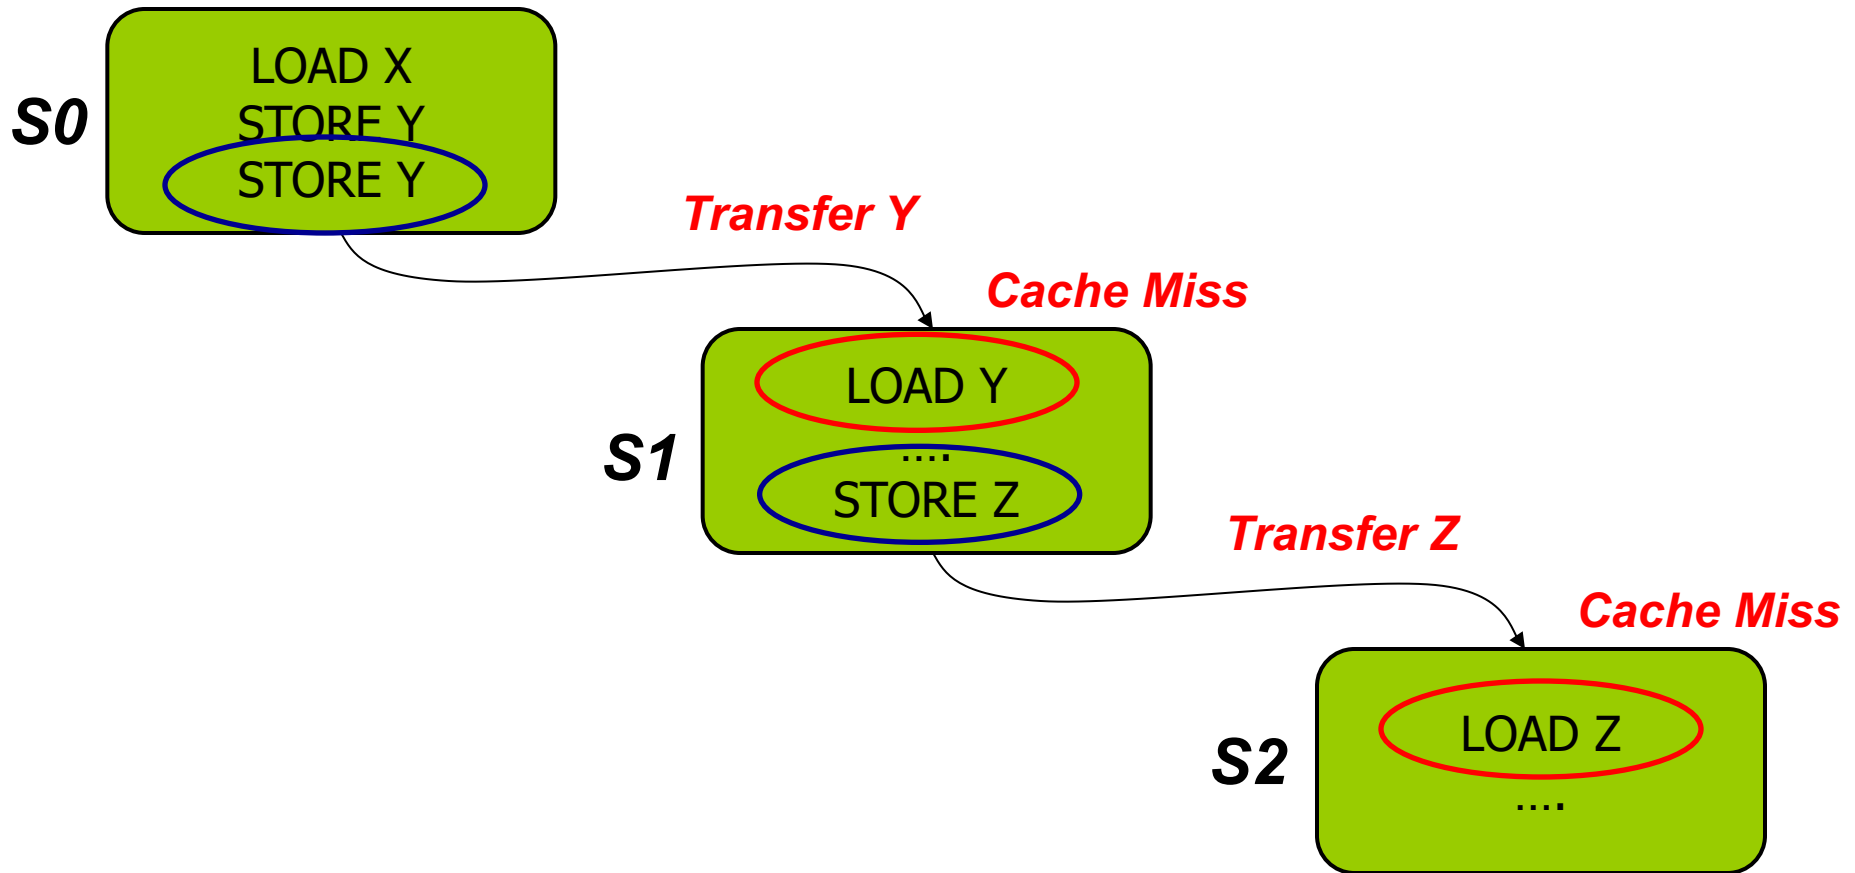 S0
LOAD X
STORE Y
STORE Y
Transfer Y
Cache Miss
S1
LOAD Y
....
STORE Z
Transfer Z
Cache Miss
S2
LOAD Z
....